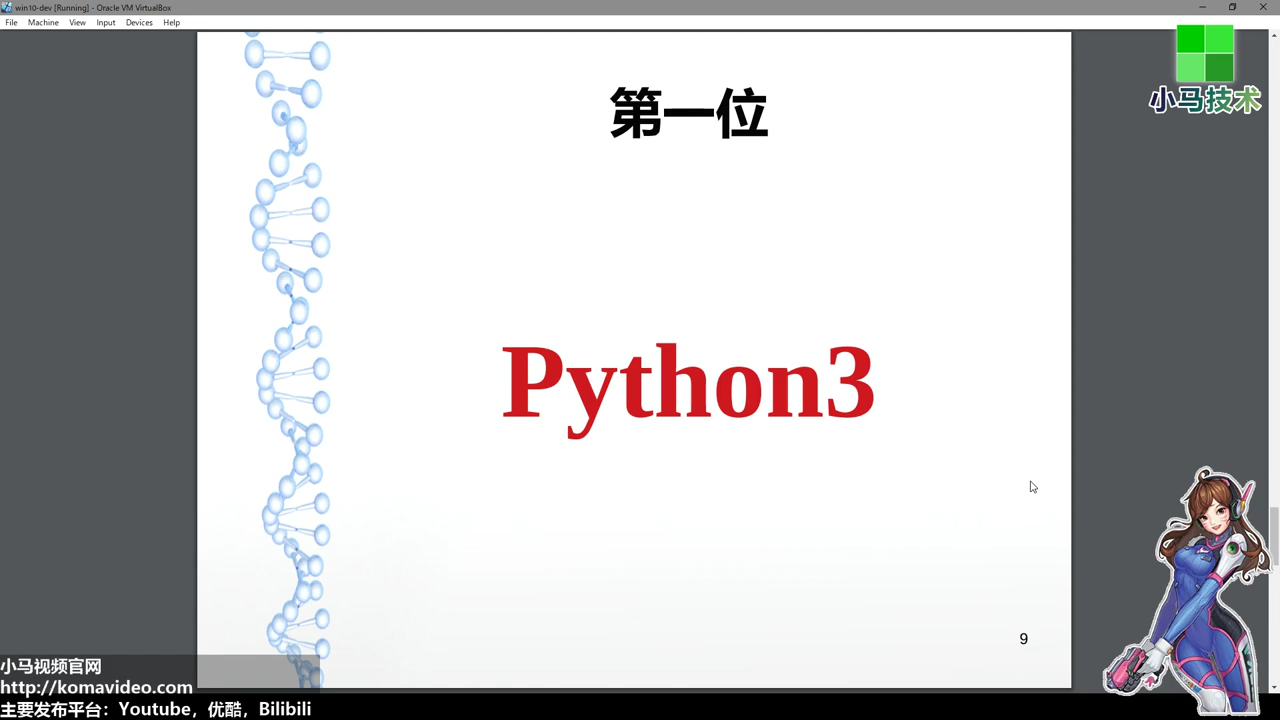 win10-dev [Running] - Oracle VM VirtualBox
File Machine View Input Devices Help
小马技术
第一位
Python3
9
小马视频官网
http://komavideo.com
主要发布平台：Youtube，优酷，Bilibili